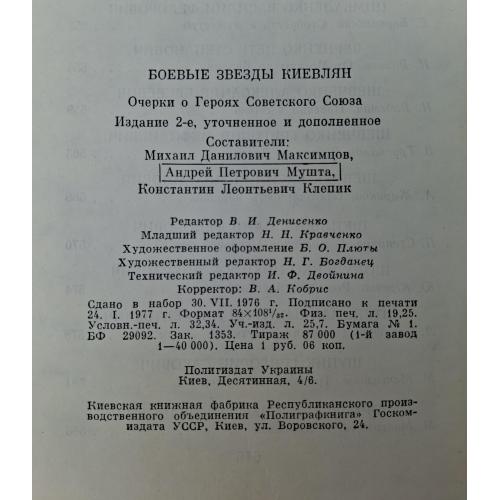 БОЕВЫЕ ЗВЕЗДЫ КИЕВЛЯН
Очерки о Героях Советского Союза
Издание 2-е, уточненное и дополненное
Составители:
Михаил Данилович Максимцов,
Андрей Петрович Мушта,
Константин Леонтьевич Клепик
Редактор В. И. Денисенко
Младший редактор Н. Н. Кравченко
Художественное оформление Б. О. Плюты
Художественный редактор Н. Г. Богданец
Технический редактор И. Ф. Двойнина
Корректор: В. А. Кобрис
Сдано в набор 30. VII. 1976 г. Подписано к печати
24. I. 1977 г. Формат 84×108¹/₃₂. Физ. печ. л. 19,25.
Условн.-печ. л. 32,34. Уч.-изд. л. 25,7. Бумага № 1.
БФ 29092. Зак. 1353. Тираж 87 000 (1-й завод
1—40 000). Цена 1 руб. 06 коп.
Политиздат Украины
Киев, Десятинная, 4/6.
Киевская книжная фабрика Республиканского произ-
водственного объединения «Полиграфкнига» Госком-
издата УССР, Киев, ул. Воровского, 24.